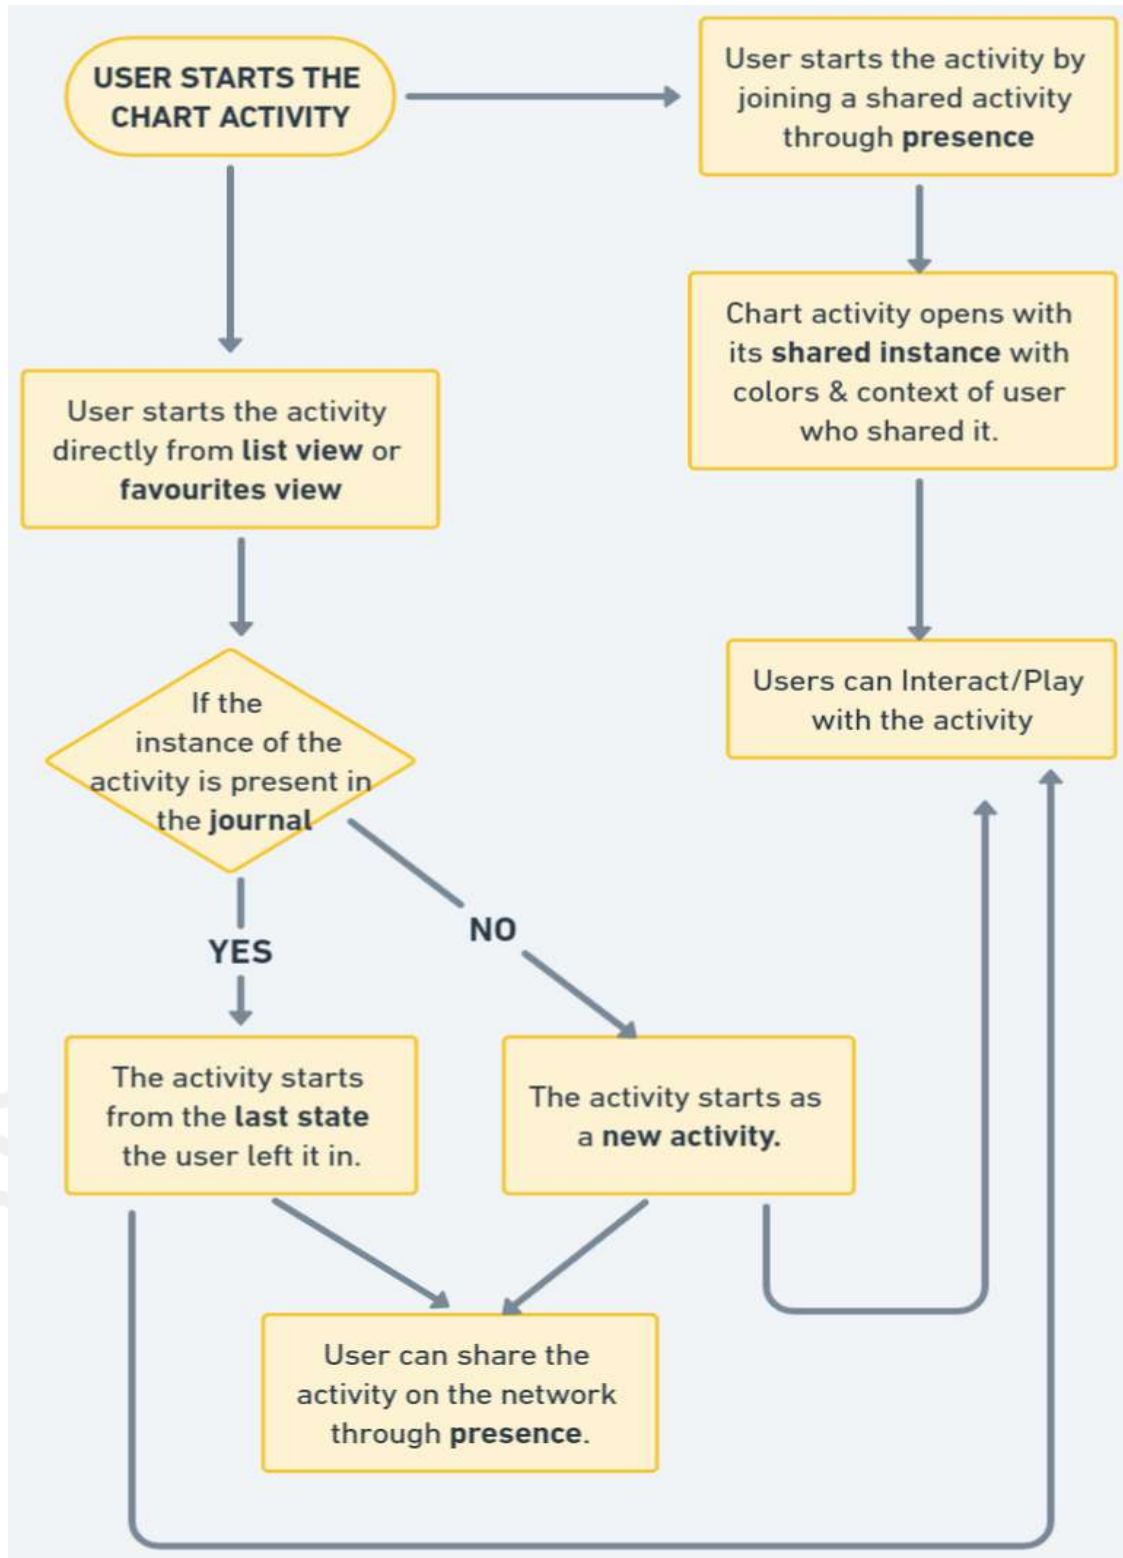 USER STARTS THE
CHART ACTIVITY
User starts the activity by
joining a shared activity
through presence
Chart activity opens with
its shared instance with
colors & context of user
who shared it.
User starts the activity
directly from list view or
favourites view
If the
instance of the
activity is present in
the journal
Users can Interact/Play
with the activity
YES
NO
The activity starts
from the last state
the user left it in.
The activity starts as
a new activity.
User can share the
activity on the network
through presence.